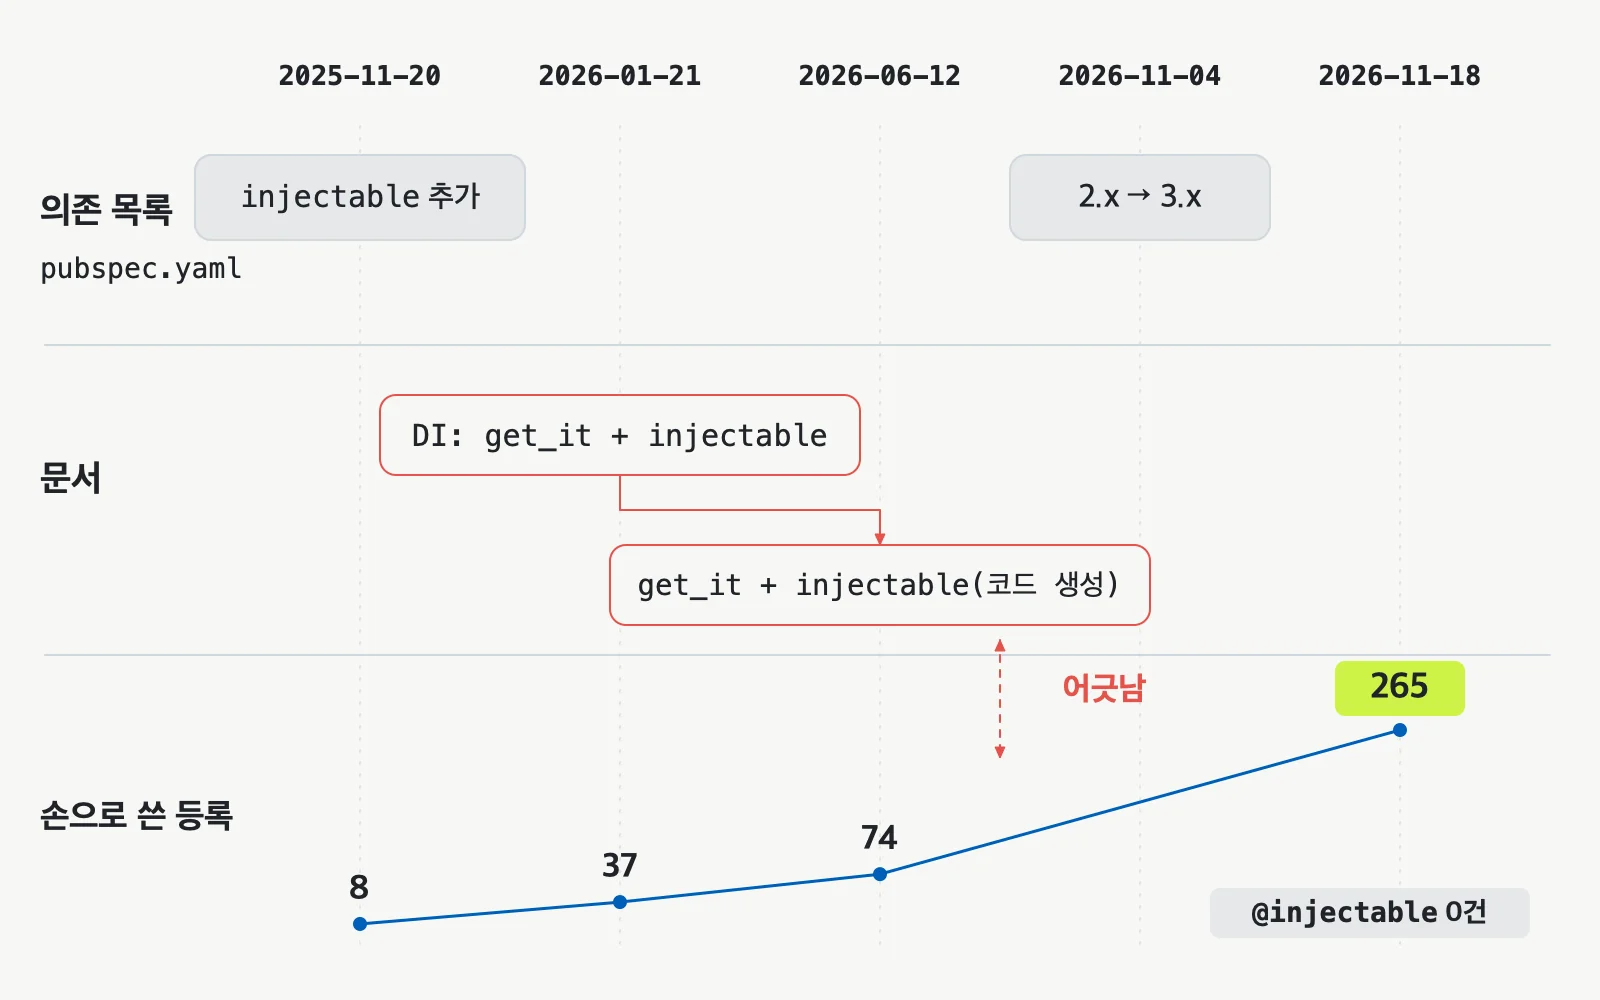 2025-11-20 2026-01-21 2026-06-12 2026-11-04 2026-11-18
의존 목록
pubspec.yaml
injectable 추가
2.x → 3.x
문서
DI: get_it + injectable
get_it + injectable(코드 생성)
어긋남
손으로 쓴 등록
8
37
74
265
@injectable 0건